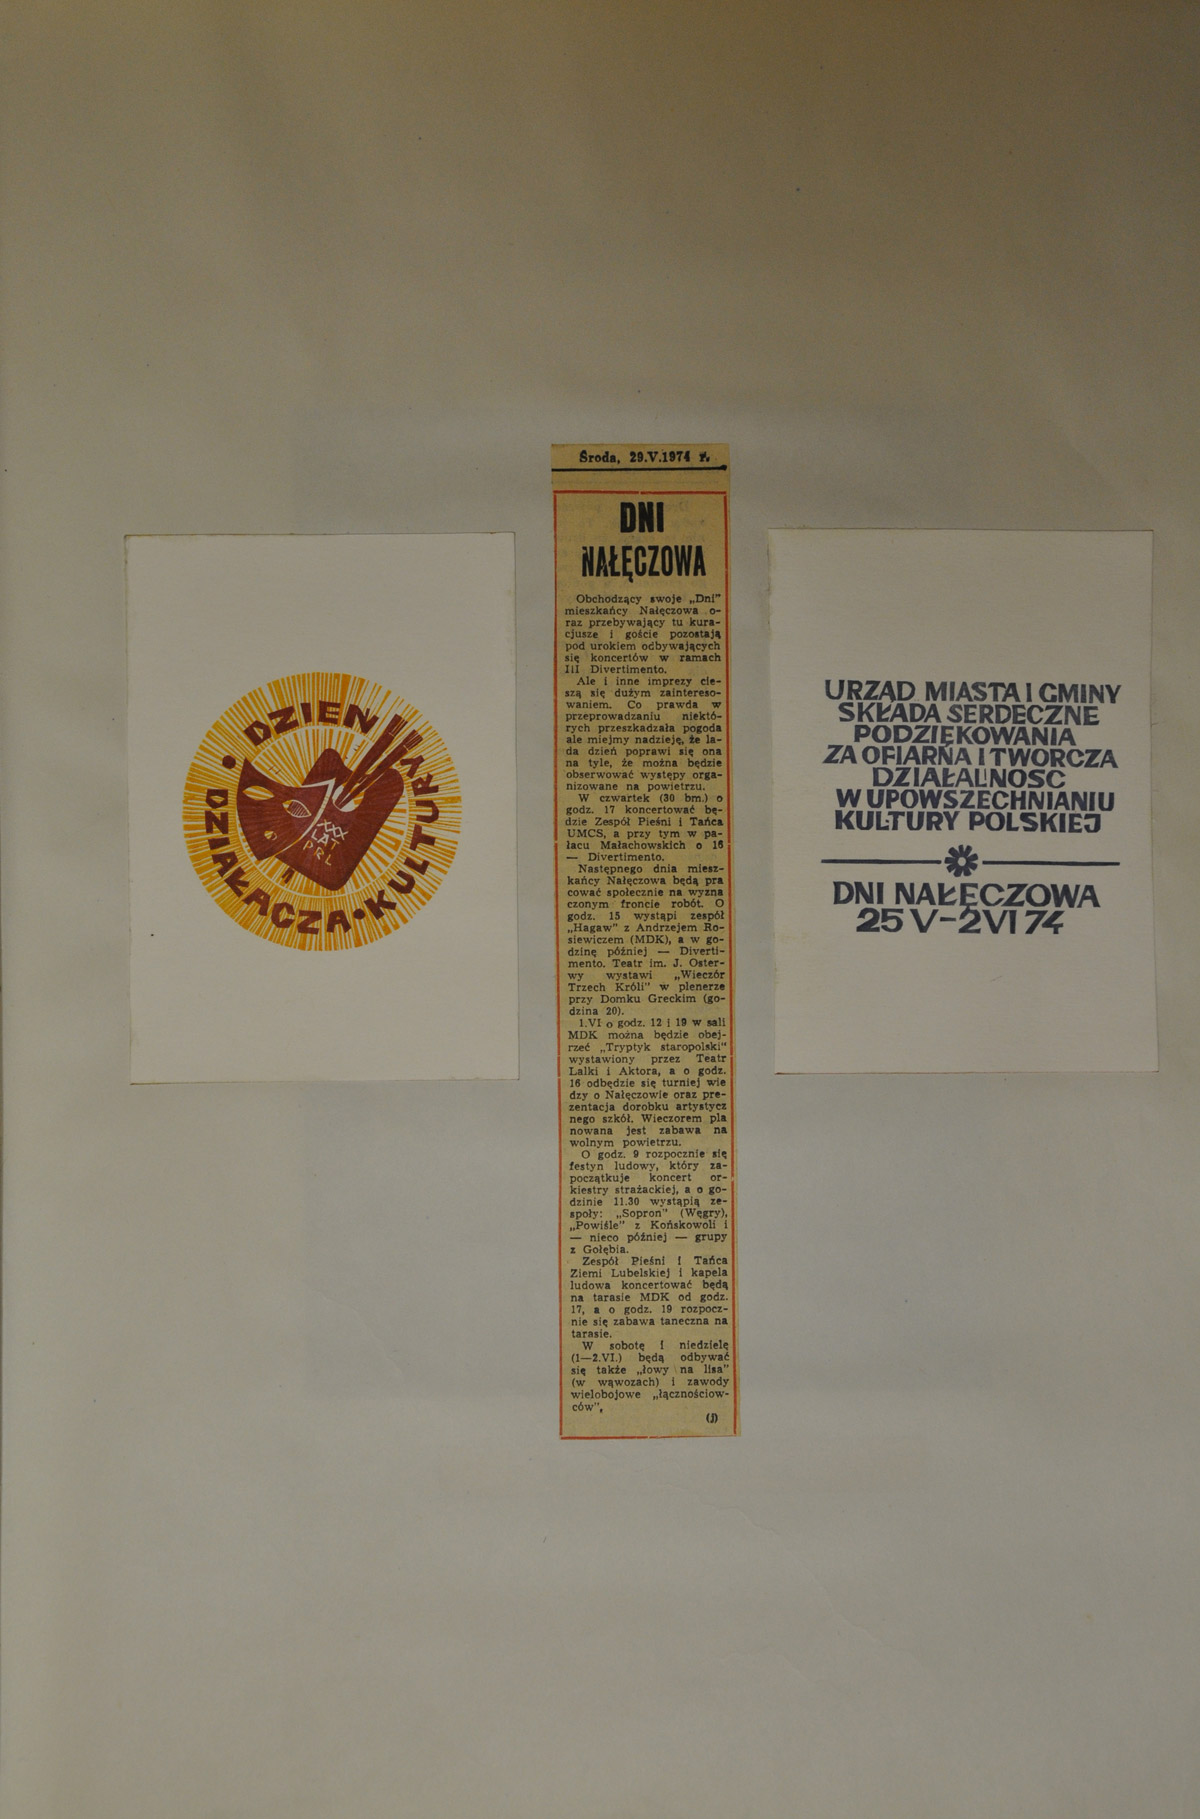 DZIEŃ
DZIAŁACZA • KULTURY •
XXX
LAT
PRL
Środa, 29.V.1974 r.
DNI
NAŁĘCZOWA
Obchodzący swoje „Dni”
mieszkańcy Nałęczowa o-
raz przebywający tu kura-
cjusze i goście pozostają
pod urokiem odbywających
się koncertów w ramach
III Divertimento.
Ale i inne imprezy cie-
szą się dużym zaintereso-
waniem. Co prawda w
przeprowadzaniu niektó-
rych przeszkadzała pogoda
ale miejmy nadzieję, że la-
da dzień poprawi się ona
na tyle, że można będzie
obserwować występy orga-
nizowane na powietrzu.
W czwartek (30 bm.) o
godz. 17 koncertować bę-
dzie Zespół Pieśni i Tańca
UMCS, a przy tym w pa-
łacu Małachowskich o 16
— Divertimento.
Następnego dnia miesz-
kańcy Nałęczowa będą pra
cować społecznie na wyzna
czonym froncie robót. O
godz. 15 wystąpi zespół
„Hagaw” z Andrzejem Ro-
siewiczem (MDK), a w go-
dzinę później — Diverti-
mento. Teatr im. J. Oster-
wy wystawi „Wieczór
Trzech Króli” w plenerze
przy Domku Greckim (go-
dzina 20).
1.VI o godz. 12 i 19 w sali
MDK można będzie obej-
rzeć „Tryptyk staropolski”
wystawiony przez Teatr
Lalki i Aktora, a o godz.
16 odbędzie się turniej wie
dzy o Nałęczowie oraz pre-
zentacja dorobku artystycz
nego szkół. Wieczorem pla
nowana jest zabawa na
wolnym powietrzu.
O godz. 9 rozpocznie się
festyn ludowy, który za-
początkuje koncert or-
kiestry strażackiej, a o go-
dzinie 11.30 wystąpią ze-
społy: „Sopron” (Węgry),
„Powiśle” z Końskowoli i
— nieco później — grupy
z Gołębia.
Zespół Pieśni i Tańca
Ziemi Lubelskiej i kapela
ludowa koncertować będą
na tarasie MDK od godz.
17, a o godz. 19 rozpocz-
nie się zabawa taneczna na
tarasie.
W sobotę i niedzielę
(1—2.VI.) będą odbywać
się także „łowy na lisa”
(w wąwozach) i zawody
wielobojowe „łącznościow-
ców”.
(J)
URZĄD MIASTA I GMINY
SKŁADA SERDECZNE
PODZIĘKOWANIA
ZA OFIARNĄ I TWÓRCZĄ
DZIAŁALNOŚĆ
W UPOWSZECHNIANIU
KULTURY POLSKIEJ
DNI NAŁĘCZOWA
25 V-2 VI 74